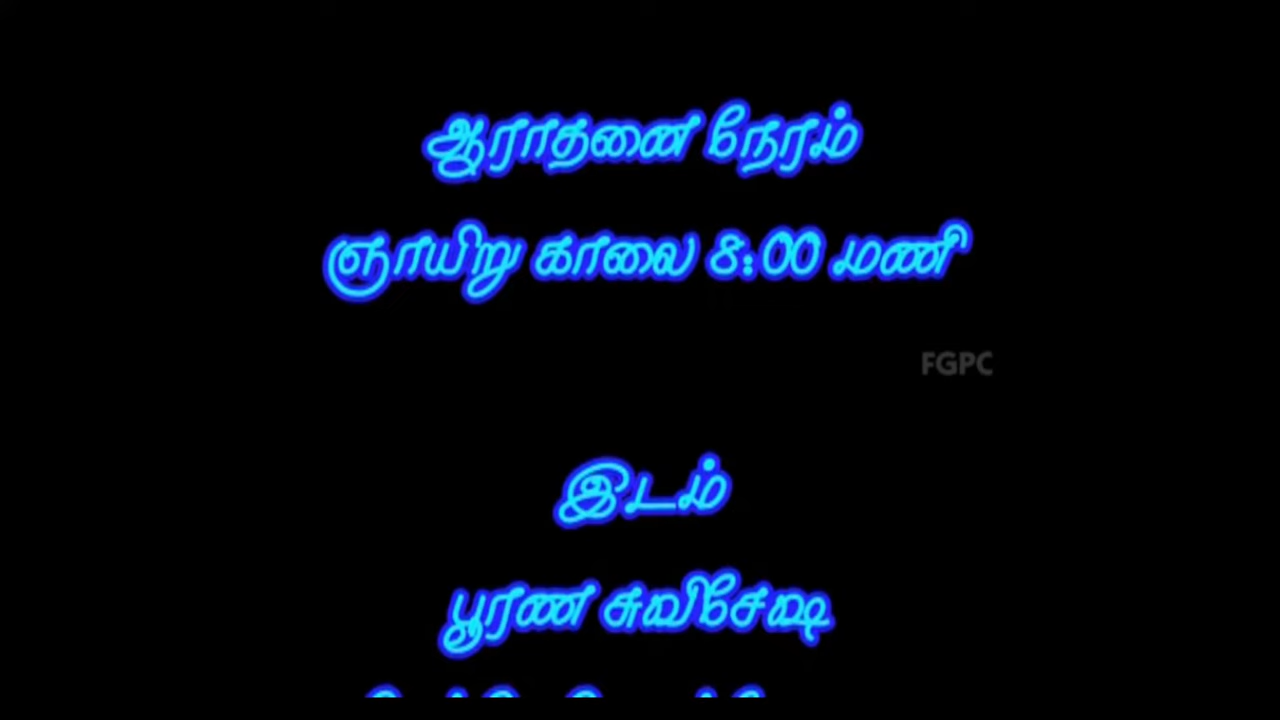 ஆராதனை நேரம்
ஞாயிறு காலை 8:00 மணி
FGPC
இடம்
பூரண சுவிசேஷ